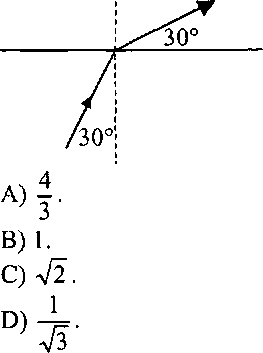 30°
30°
A) 4/3.
B) 1.
C) √2.
D) 1/√3.